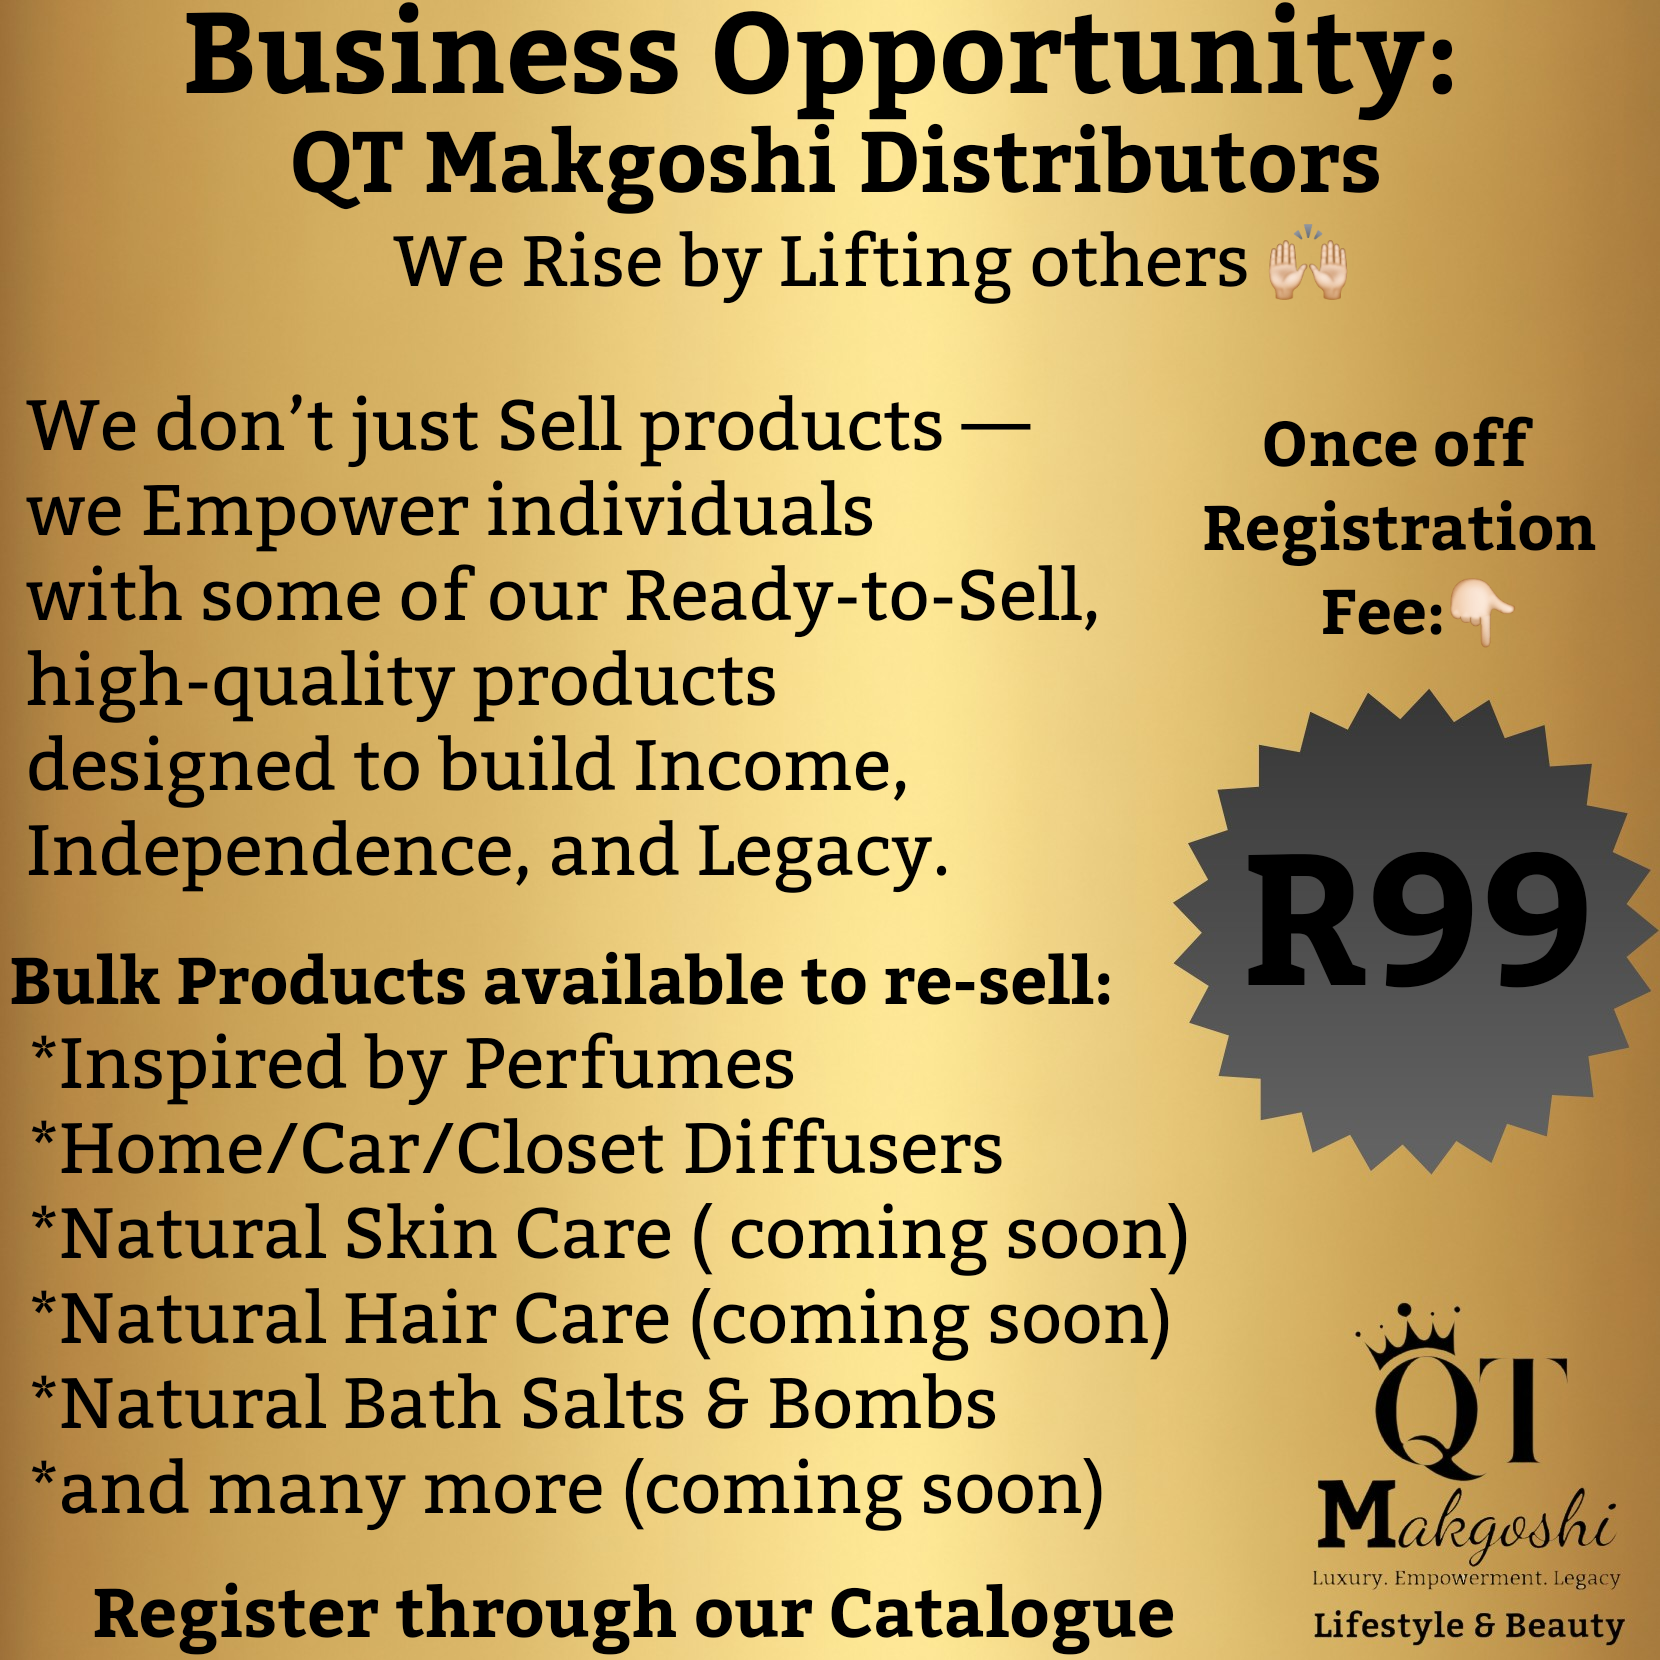 Business Opportunity:
QT Makgoshi Distributors
We Rise by Lifting others 🙌🏼
We don’t just Sell products —
we Empower individuals
with some of our Ready-to-Sell,
high-quality products
designed to build Income,
Independence, and Legacy.
Once off
Registration
Fee:👇🏻
R99
Bulk Products available to re-sell:
*Inspired by Perfumes
*Home/Car/Closet Diffusers
*Natural Skin Care ( coming soon)
*Natural Hair Care (coming soon)
*Natural Bath Salts & Bombs
*and many more (coming soon)
Register through our Catalogue
QT
Makgoshi
Luxury. Empowerment. Legacy
Lifestyle & Beauty